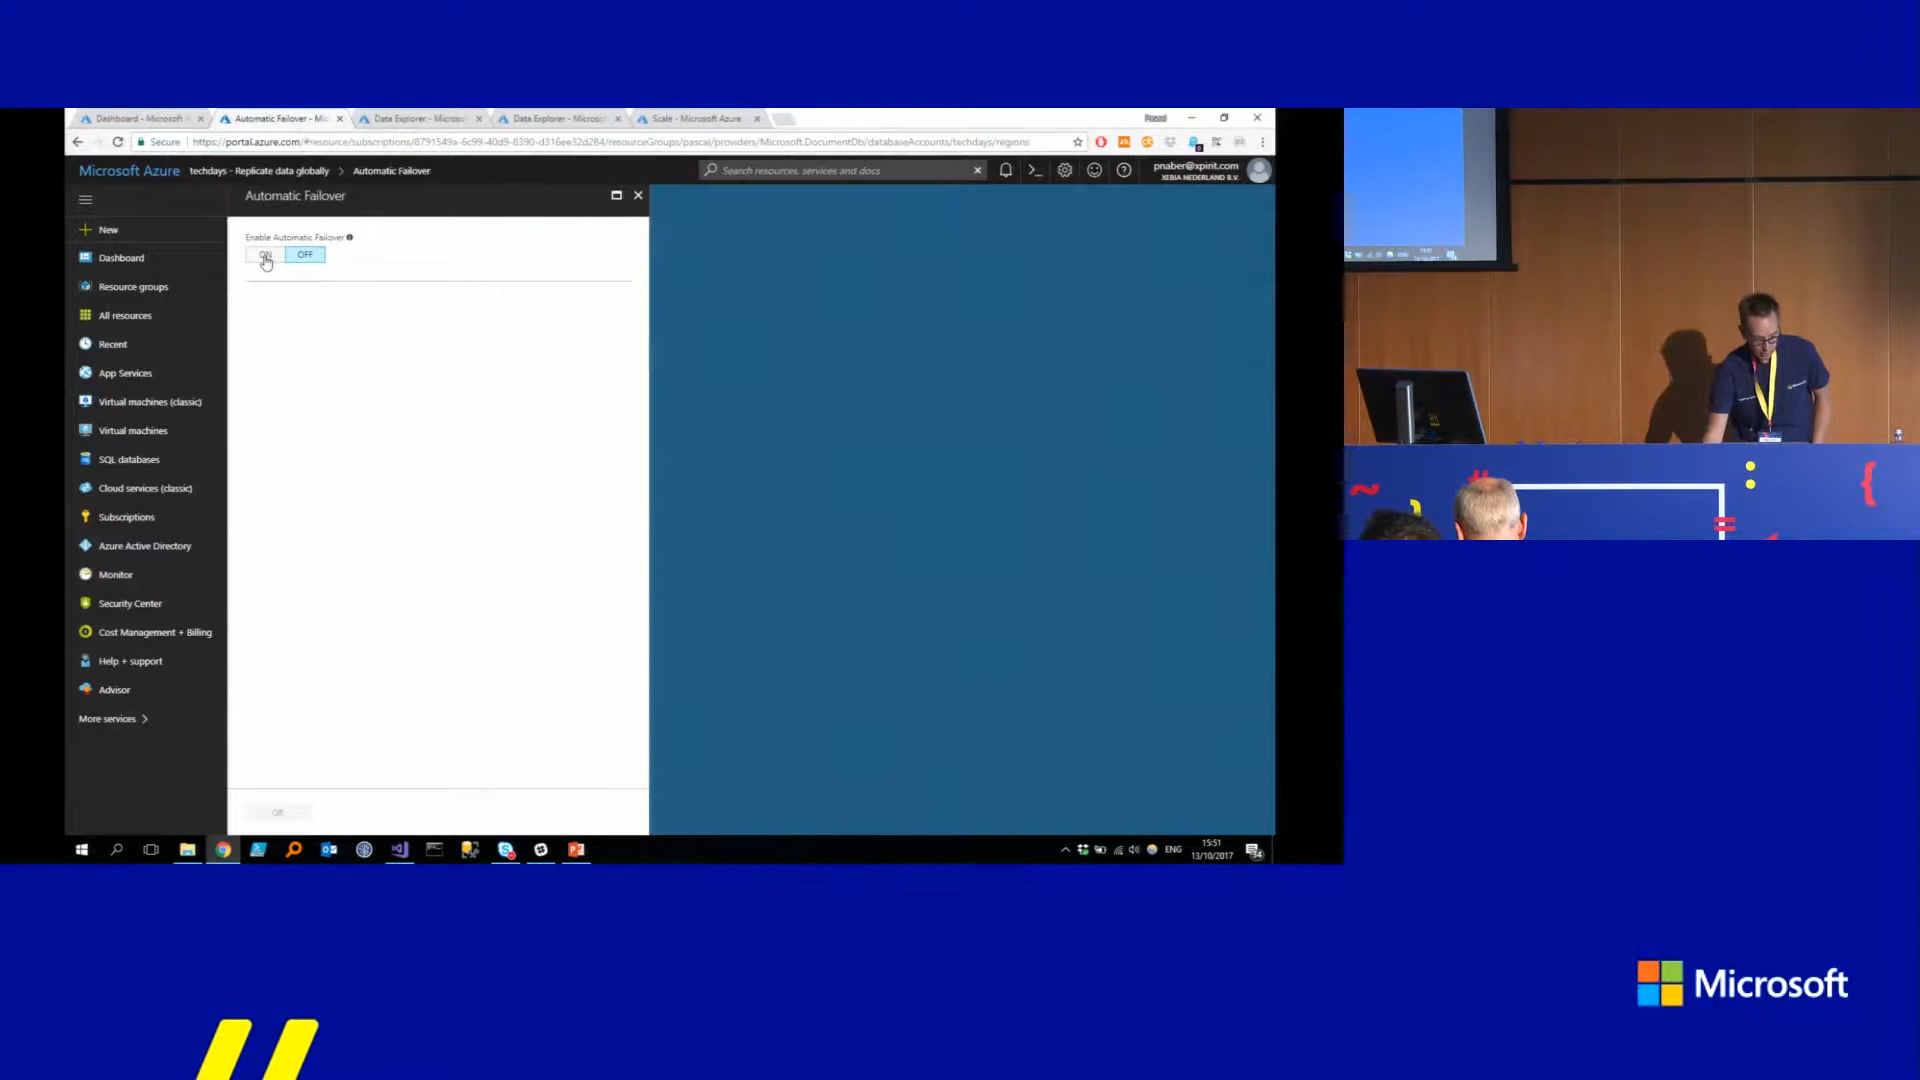 Dashboard - Microsoft
Automatic Failover - Mi
Data Explorer - Microso
Data Explorer - Microsof
Scale - Microsoft Azure
Secure
https://portal.azure.com/#resource/subscriptions/8791549a-6c99-40d9-8390-d316ee32d284/resourceGroups/pascal/providers/Microsoft.DocumentDb/databaseAccounts/techdays/regions
Microsoft Azure
techdays - Replicate data globally > Automatic Failover
Search resources, services and docs
pnaber@xpirit.com
XEBIA NEDERLAND B.V.
Automatic Failover
Enable Automatic Failover
ON
OFF
New
Dashboard
Resource groups
All resources
Recent
App Services
Virtual machines (classic)
Virtual machines
SQL databases
Cloud services (classic)
Subscriptions
Azure Active Directory
Monitor
Security Center
Cost Management + Billing
Help + support
Advisor
More services >
OK
ENG
15:51
13/10/2017
Microsoft